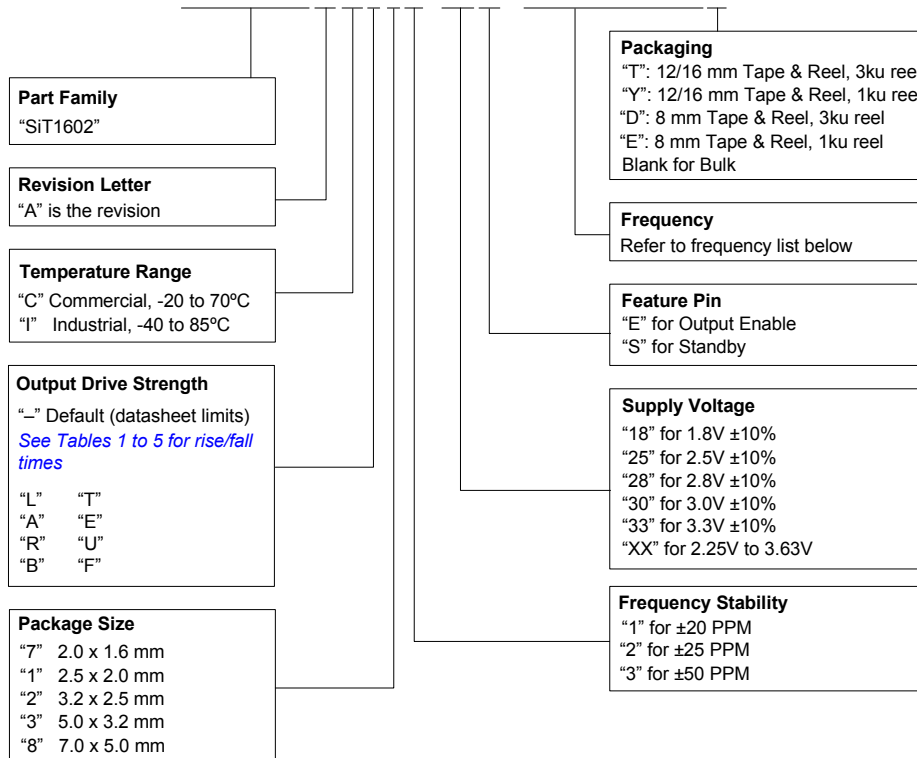 Part Family
“SiT1602”
Revision Letter
“A” is the revision
Temperature Range
“C” Commercial, -20 to 70ºC
“I” Industrial, -40 to 85ºC
Output Drive Strength
“–” Default (datasheet limits)
See Tables 1 to 5 for rise/fall
times
“L” “T”
“A” “E”
“R” “U”
“B” “F”
Package Size
“7” 2.0 x 1.6 mm
“1” 2.5 x 2.0 mm
“2” 3.2 x 2.5 mm
“3” 5.0 x 3.2 mm
“8” 7.0 x 5.0 mm
Packaging
“T”: 12/16 mm Tape & Reel, 3ku ree
“Y”: 12/16 mm Tape & Reel, 1ku ree
“D”: 8 mm Tape & Reel, 3ku reel
“E”: 8 mm Tape & Reel, 1ku reel
Blank for Bulk
Frequency
Refer to frequency list below
Feature Pin
“E” for Output Enable
“S” for Standby
Supply Voltage
“18” for 1.8V ±10%
“25” for 2.5V ±10%
“28” for 2.8V ±10%
“30” for 3.0V ±10%
“33” for 3.3V ±10%
“XX” for 2.25V to 3.63V
Frequency Stability
“1” for ±20 PPM
“2” for ±25 PPM
“3” for ±50 PPM